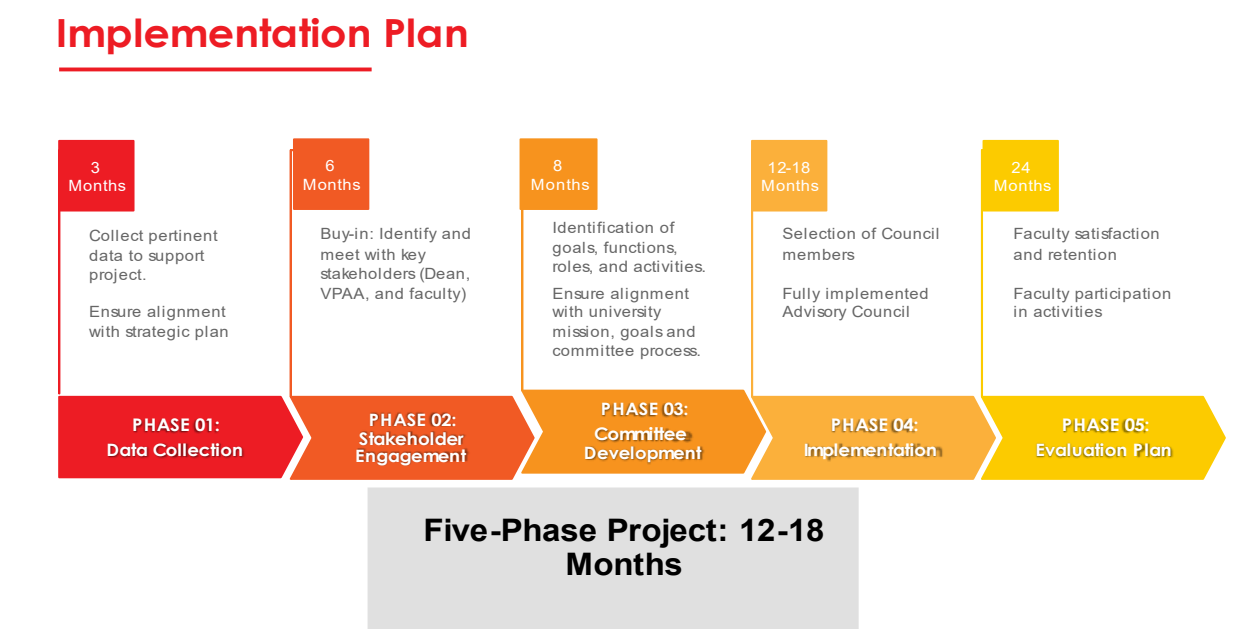 Implementation Plan
3
Months
Collect pertinent
data to support
project.
Ensure alignment
with strategic plan
PHASE 01:
Data Collection
6
Months
Buy-in: Identify and
meet with key
stakeholders (Dean,
VPAA, and faculty)
PHASE 02:
Stakeholder
Engagement
8
Months
Identification of
goals, functions,
roles, and activities.
Ensure alignment
with university
mission, goals and
committee process.
PHASE 03:
Committee
Development
12-18
Months
Selection of Council
members
Fully implemented
Advisory Council
PHASE 04:
Implementation
24
Months
Faculty satisfaction
and retention
Faculty participation
in activities
PHASE 05:
Evaluation Plan
Five-Phase Project: 12-18
Months